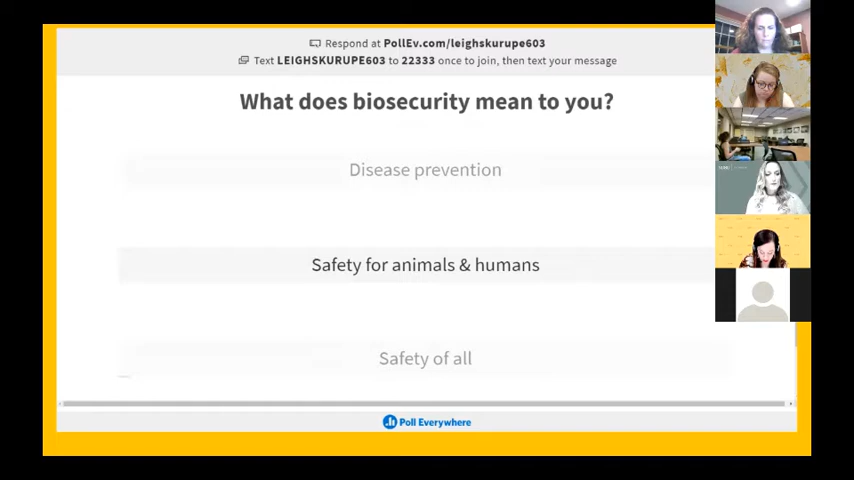 Respond at PollEv.com/leighskurupe603
Text LEIGHSKURUPE603 to 22333 once to join, then text your message
What does biosecurity mean to you?
Disease prevention
Safety for animals & humans
Safety of all
Poll Everywhere